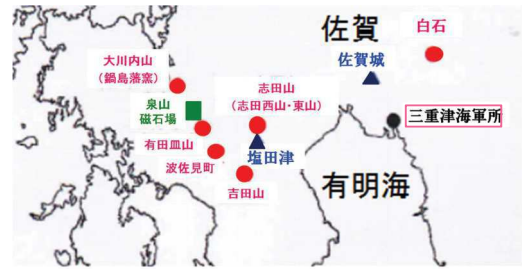 佐賀
白石
佐賀城
大川内山
(鍋島藩窯)
志田山
(志田西山・東山)
泉山
磁石場
三重津海軍所
有田皿山
塩田津
波佐見町
吉田山
有明海